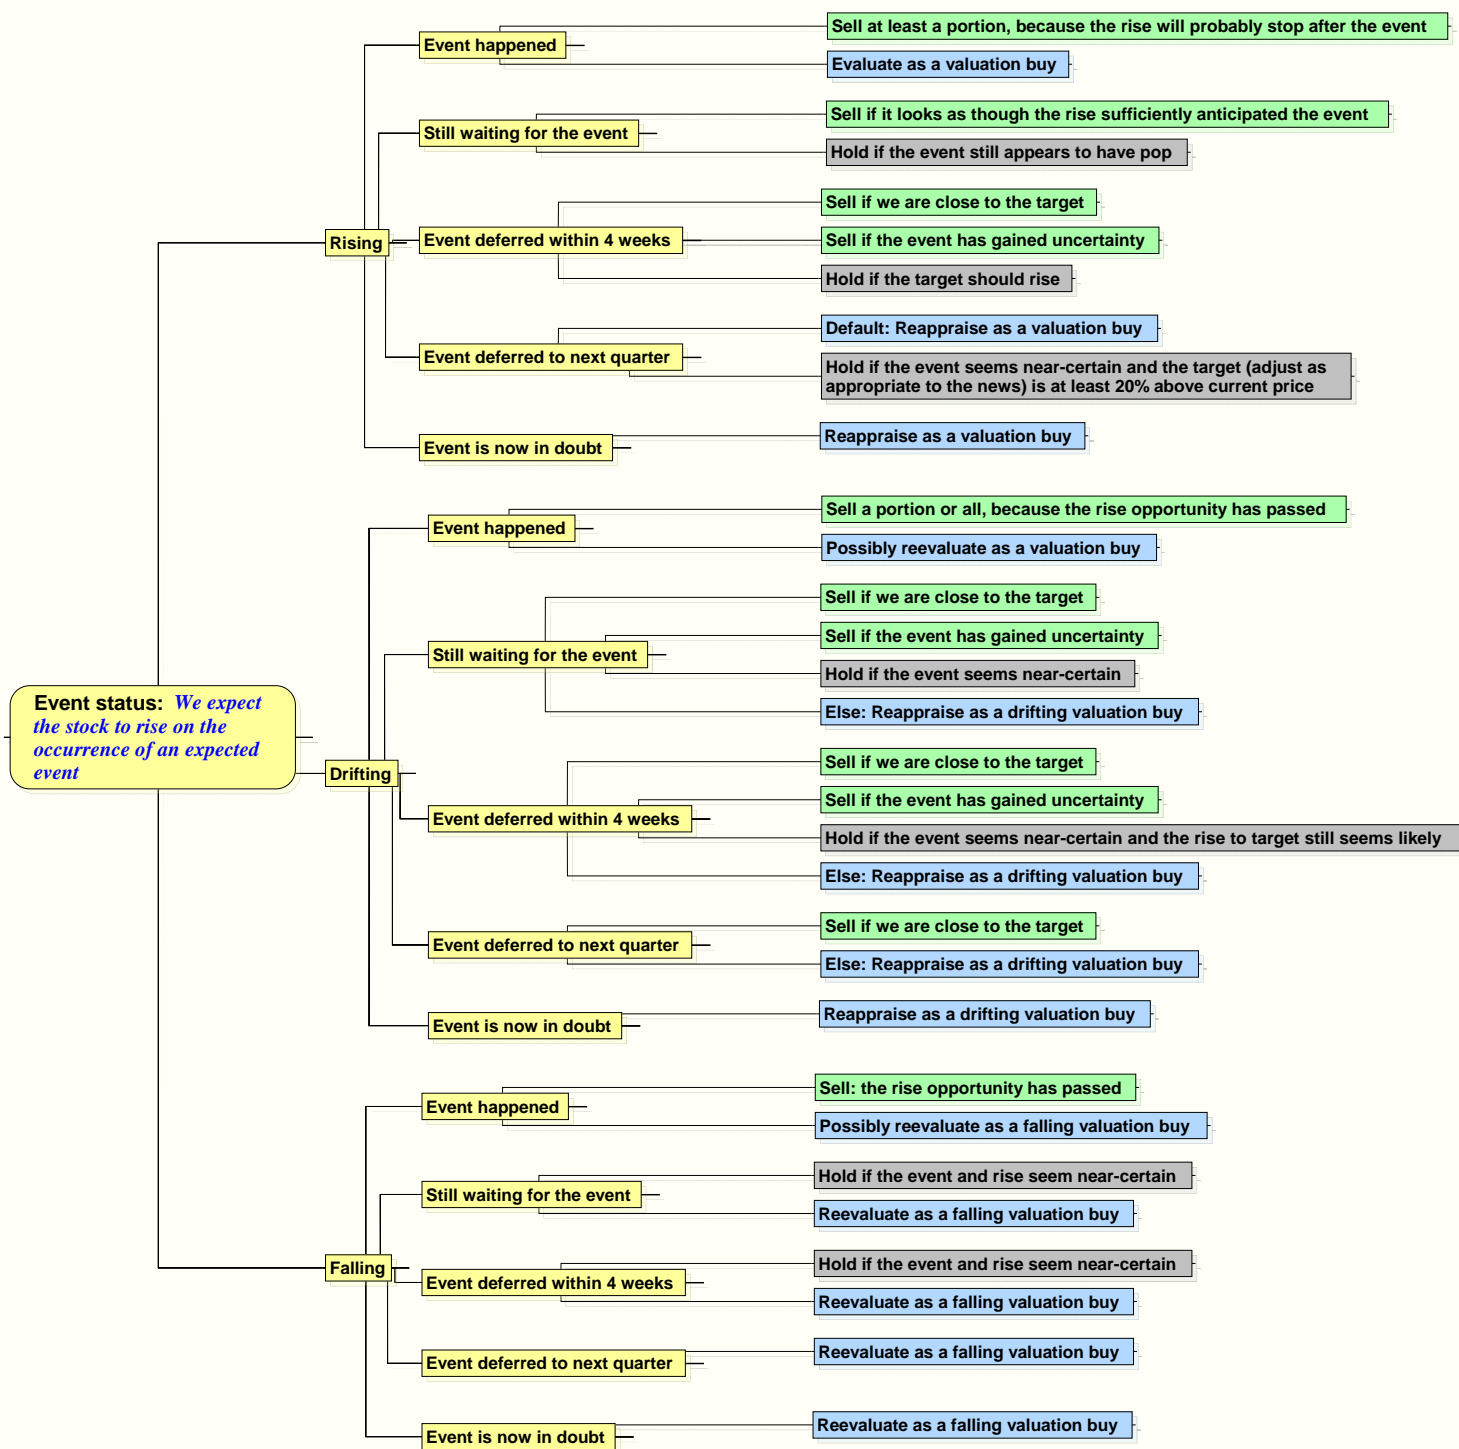 Event status: We expect
the stock to rise on the
occurrence of an expected
event
Rising
Event happened
Sell at least a portion, because the rise will probably stop after the event
Evaluate as a valuation buy
Still waiting for the event
Sell if it looks as though the rise sufficiently anticipated the event
Hold if the event still appears to have pop
Event deferred within 4 weeks
Sell if we are close to the target
Sell if the event has gained uncertainty
Hold if the target should rise
Event deferred to next quarter
Default: Reappraise as a valuation buy
Hold if the event seems near-certain and the target (adjust as
appropriate to the news) is at least 20% above current price
Event is now in doubt
Reappraise as a valuation buy
Drifting
Event happened
Sell a portion or all, because the rise opportunity has passed
Possibly reevaluate as a valuation buy
Still waiting for the event
Sell if we are close to the target
Sell if the event has gained uncertainty
Hold if the event seems near-certain
Else: Reappraise as a drifting valuation buy
Event deferred within 4 weeks
Sell if we are close to the target
Sell if the event has gained uncertainty
Hold if the event seems near-certain and the rise to target still seems likely
Else: Reappraise as a drifting valuation buy
Event deferred to next quarter
Sell if we are close to the target
Else: Reappraise as a drifting valuation buy
Event is now in doubt
Reappraise as a drifting valuation buy
Falling
Event happened
Sell: the rise opportunity has passed
Possibly reevaluate as a falling valuation buy
Still waiting for the event
Hold if the event and rise seem near-certain
Reevaluate as a falling valuation buy
Event deferred within 4 weeks
Hold if the event and rise seem near-certain
Reevaluate as a falling valuation buy
Event deferred to next quarter
Reevaluate as a falling valuation buy
Event is now in doubt
Reevaluate as a falling valuation buy